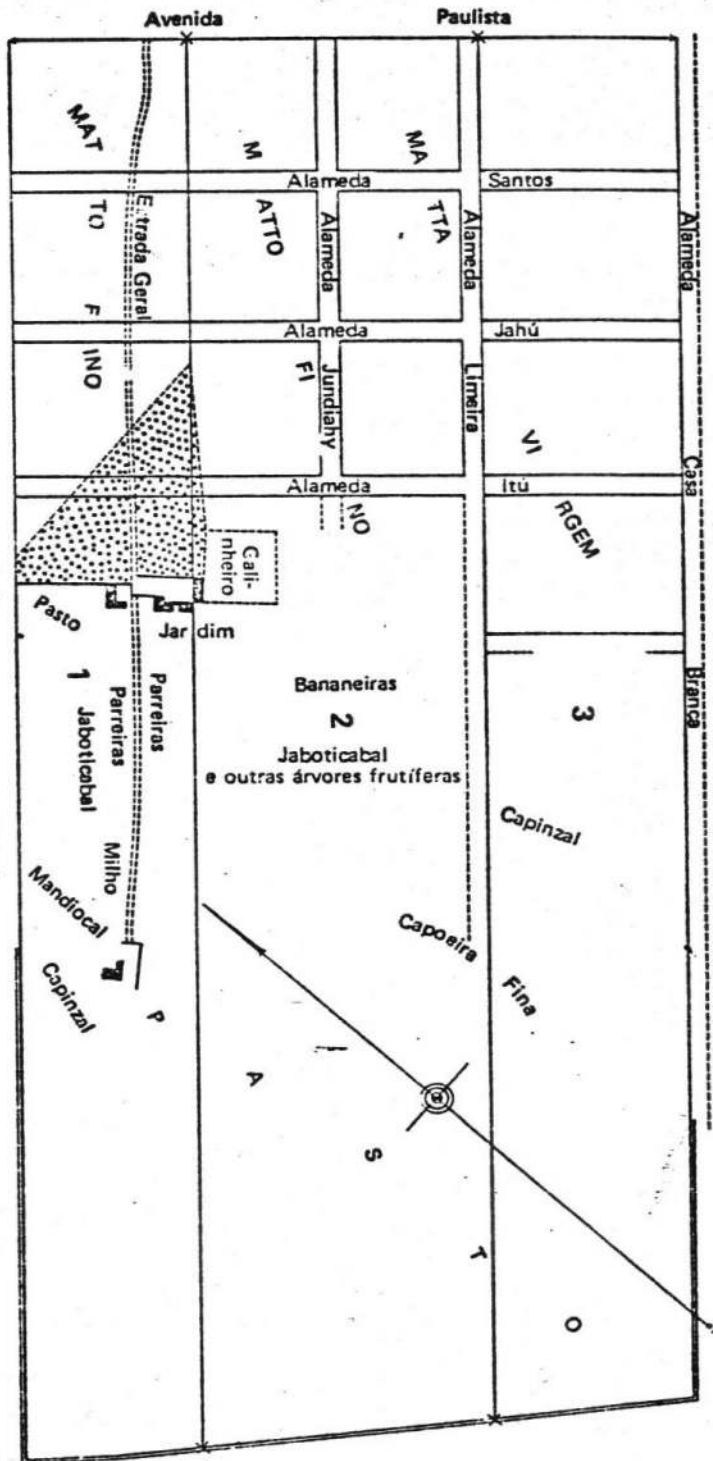 Avenida Paulista
MAT
TO
F
INO
M
ATTO
FI
NO
MA
TTA
VI
RGEM
Entrada Geral
Alameda Santos
Alameda Jahú
Alameda Itú
Alameda Jundiahy
Alameda Limeira
Alameda Casa Branca
Gali-
nheiro
Pasto
Jardim
1
Parreiras
Parreiras
Jaboticabal
Milho
Mandiocal
Capinzal
Bananeiras
2
Jaboticabal
e outras árvores frutíferas
3
Capinzal
Capoeira Fina
P A S T O